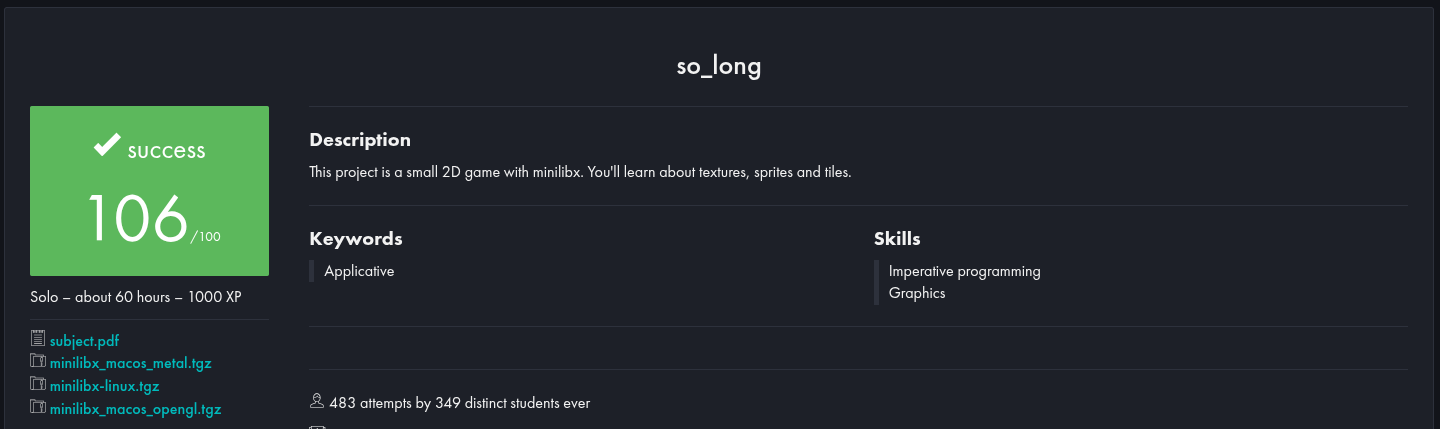 so_long
success
106/100
Solo – about 60 hours – 1000 XP
subject.pdf
minilibx_macos_metal.tgz
minilibx-linux.tgz
minilibx_macos_opengl.tgz
Description
This project is a small 2D game with minilibx. You'll learn about textures, sprites and tiles.
Keywords
Applicative
Skills
Imperative programming
Graphics
483 attempts by 349 distinct students ever